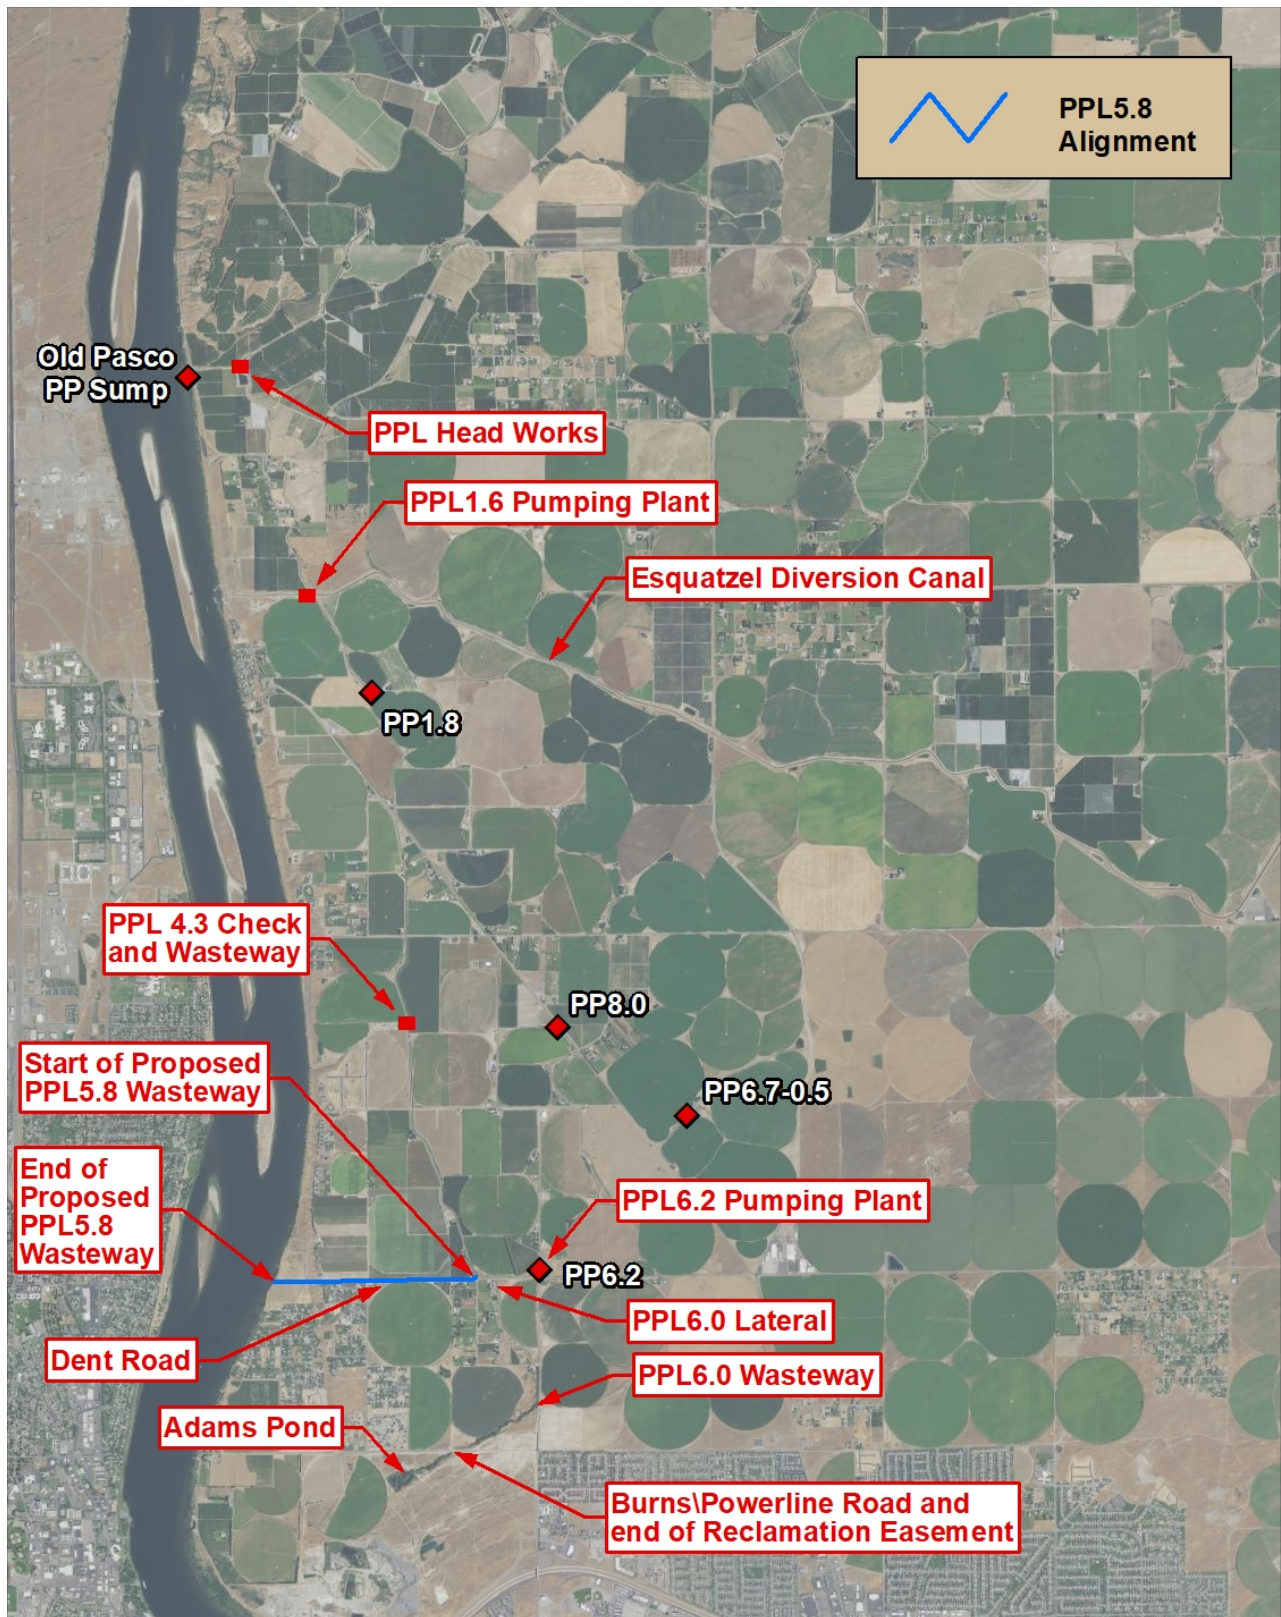 PPL5.8
Alignment
Old Pasco
PP Sump
PPL Head Works
PPL1.6 Pumping Plant
Esquatzel Diversion Canal
PP1.8
PPL 4.3 Check
and Wasteway
PP8.0
Start of Proposed
PPL5.8 Wasteway
PP6.7-0.5
End of
Proposed
PPL5.8
Wasteway
PPL6.2 Pumping Plant
PP6.2
PPL6.0 Lateral
Dent Road
PPL6.0 Wasteway
Adams Pond
Burns\Powerline Road and
end of Reclamation Easement